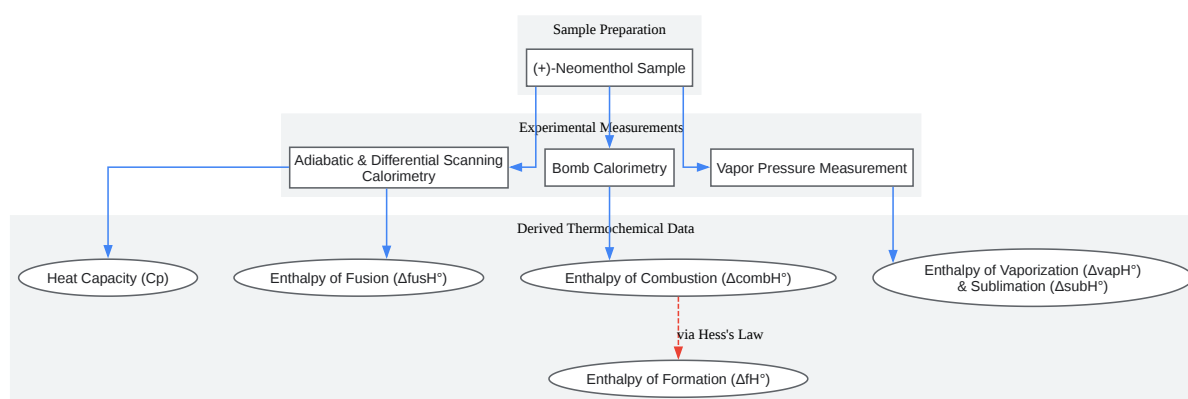 Sample Preparation
(+)-Neomenthol Sample
Experimental Measurements
Adiabatic & Differential Scanning
Calorimetry
Bomb Calorimetry
Vapor Pressure Measurement
Derived Thermochemical Data
Heat Capacity (Cp)
Enthalpy of Fusion (ΔfusH°)
Enthalpy of Combustion (ΔcombH°)
Enthalpy of Vaporization (ΔvapH°)
& Sublimation (ΔsubH°)
via Hess's Law
Enthalpy of Formation (ΔfH°)